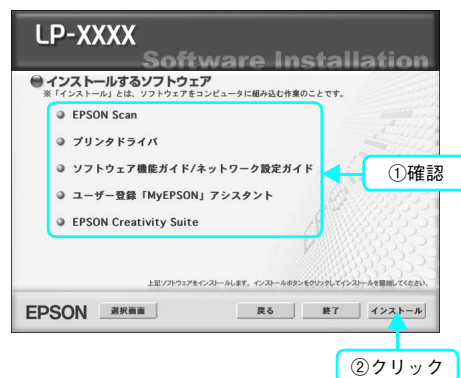 LP-XXXX
Software Installation
インストールするソフトウェア
※「インストール」とは、ソフトウェアをコンピュータに組み込む作業のことです。
EPSON Scan
プリンタドライバ
ソフトウェア機能ガイド/ネットワーク設定ガイド
ユーザー登録「MyEPSON」アシスタント
EPSON Creativity Suite
①確認
上記ソフトウェアをインストールします。インストールボタンをクリックしてインストールを開始してください。
EPSON 選択画面 戻る 終了 インストール
②クリック